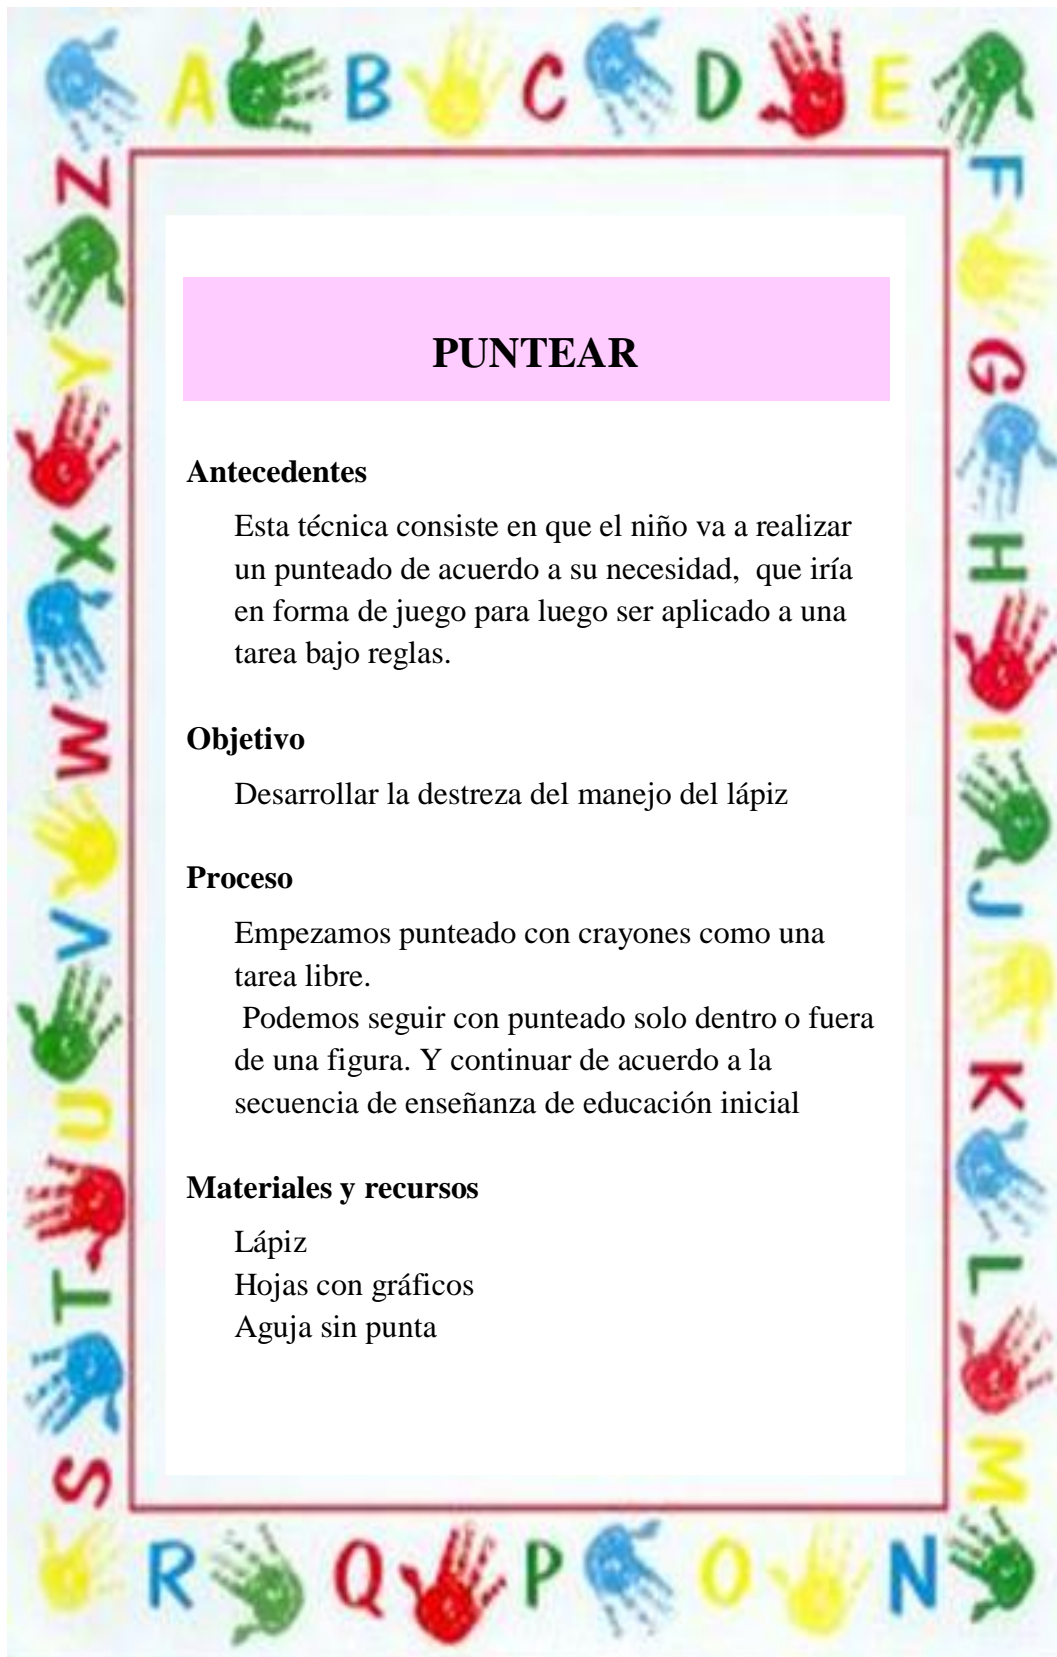 A B C D E
F
G
H
I
J
K
L
M
N
O
P
Q
R
S
T
U
V
W
X
Y
Z
PUNTEAR
Antecedentes
Esta técnica consiste en que el niño va a realizar
un punteado de acuerdo a su necesidad,  que iría
en forma de juego para luego ser aplicado a una
tarea bajo reglas.
Objetivo
Desarrollar la destreza del manejo del lápiz
Proceso
Empezamos punteado con crayones como una
tarea libre.
Podemos seguir con punteado solo dentro o fuera
de una figura. Y continuar de acuerdo a la
secuencia de enseñanza de educación inicial
Materiales y recursos
Lápiz
Hojas con gráficos
Aguja sin punta